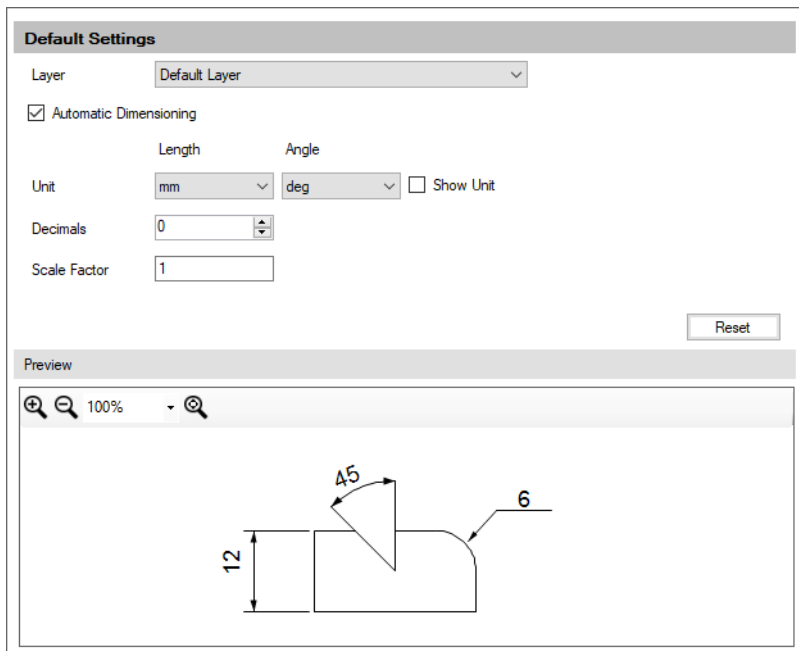 Default Settings
Layer Default Layer
Automatic Dimensioning
Length Angle
Unit mm deg Show Unit
Decimals 0
Scale Factor 1
Reset
Preview
100%
45
6
12